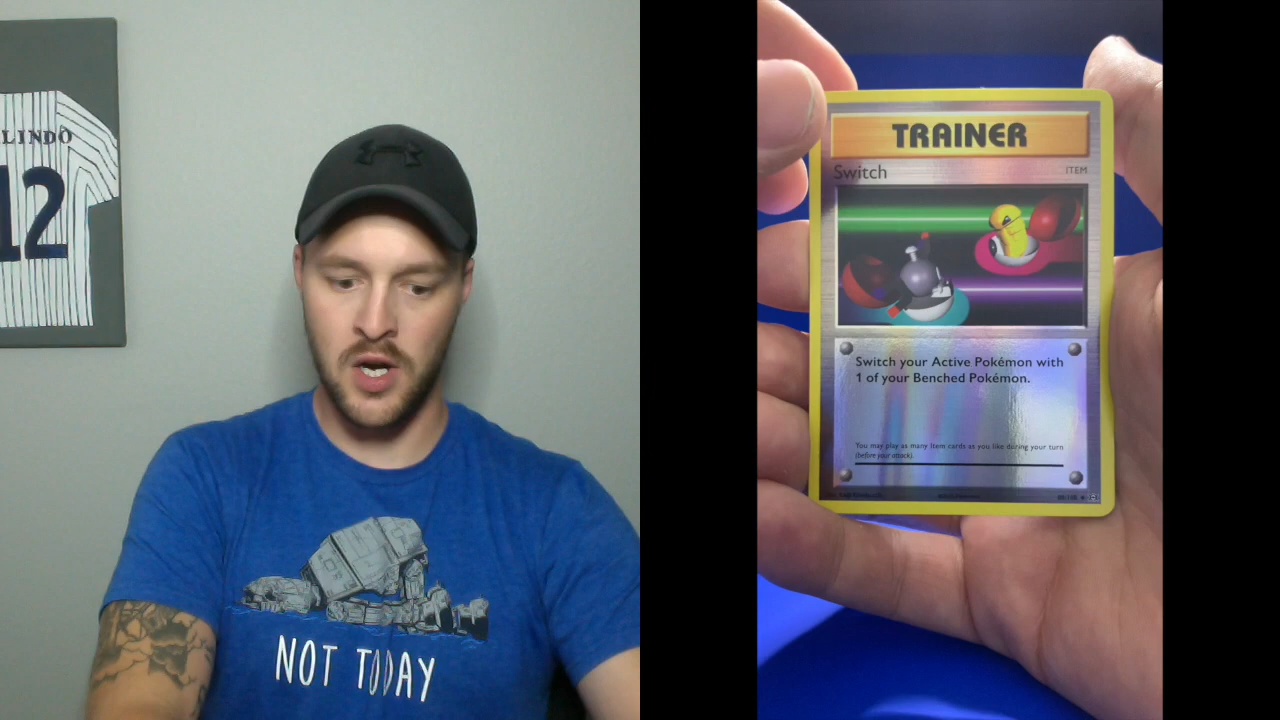 LINDO
12
NOT TODAY
TRAINER
Switch
ITEM
Switch your Active Pokémon with
1 of your Benched Pokémon.
You may play as many Item cards as you like during your turn
(before your attack).